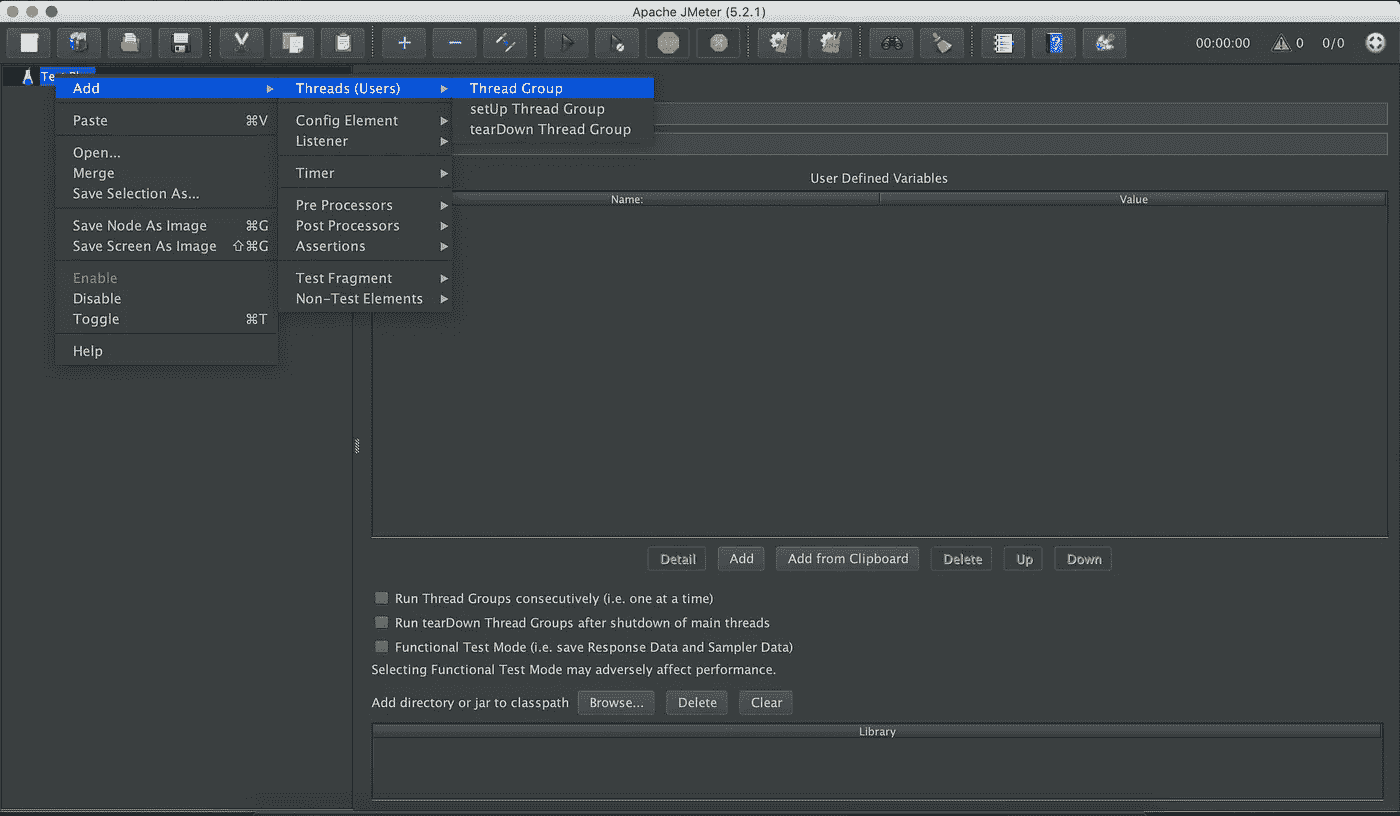 Apache JMeter (5.2.1)
00:00:00 0 0/0
Add
Paste ⌘V
Open...
Merge
Save Selection As...
Save Node As Image ⌘G
Save Screen As Image ⇧⌘G
Enable
Disable
Toggle ⌘T
Help
Threads (Users)
Config Element
Listener
Timer
Pre Processors
Post Processors
Assertions
Test Fragment
Non-Test Elements
Thread Group
setUp Thread Group
tearDown Thread Group
User Defined Variables
Name: Value
Detail Add Add from Clipboard Delete Up Down
Run Thread Groups consecutively (i.e. one at a time)
Run tearDown Thread Groups after shutdown of main threads
Functional Test Mode (i.e. save Response Data and Sampler Data)
Selecting Functional Test Mode may adversely affect performance.
Add directory or jar to classpath Browse... Delete Clear
Library